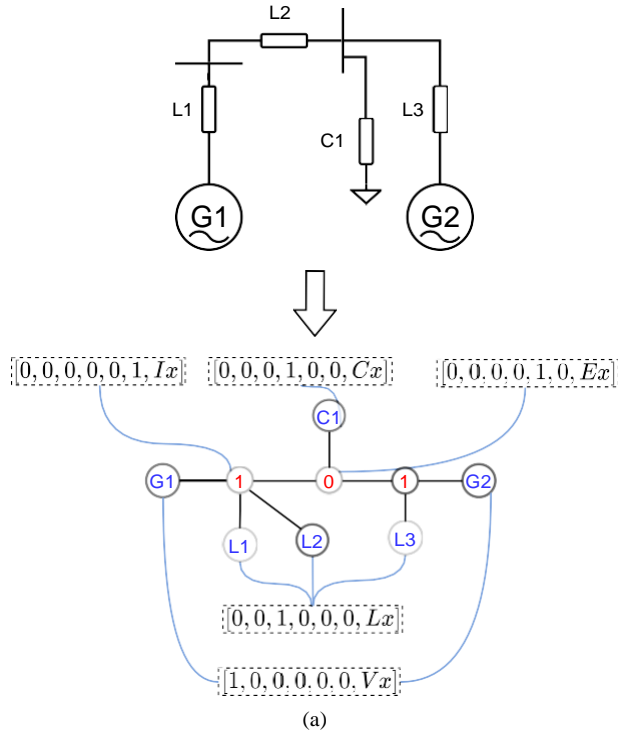 L2
L1
L3
C1
G1
G2
[0, 0, 0, 0, 0, 1, Ix]
[0, 0, 0, 1, 0, 0, Cx]
[0, 0, 0, 0, 1, 0, Ex]
C1
G1
1
0
1
G2
L1
L2
L3
[0, 0, 1, 0, 0, 0, Lx]
[1, 0, 0, 0, 0, 0, Vx]
(a)